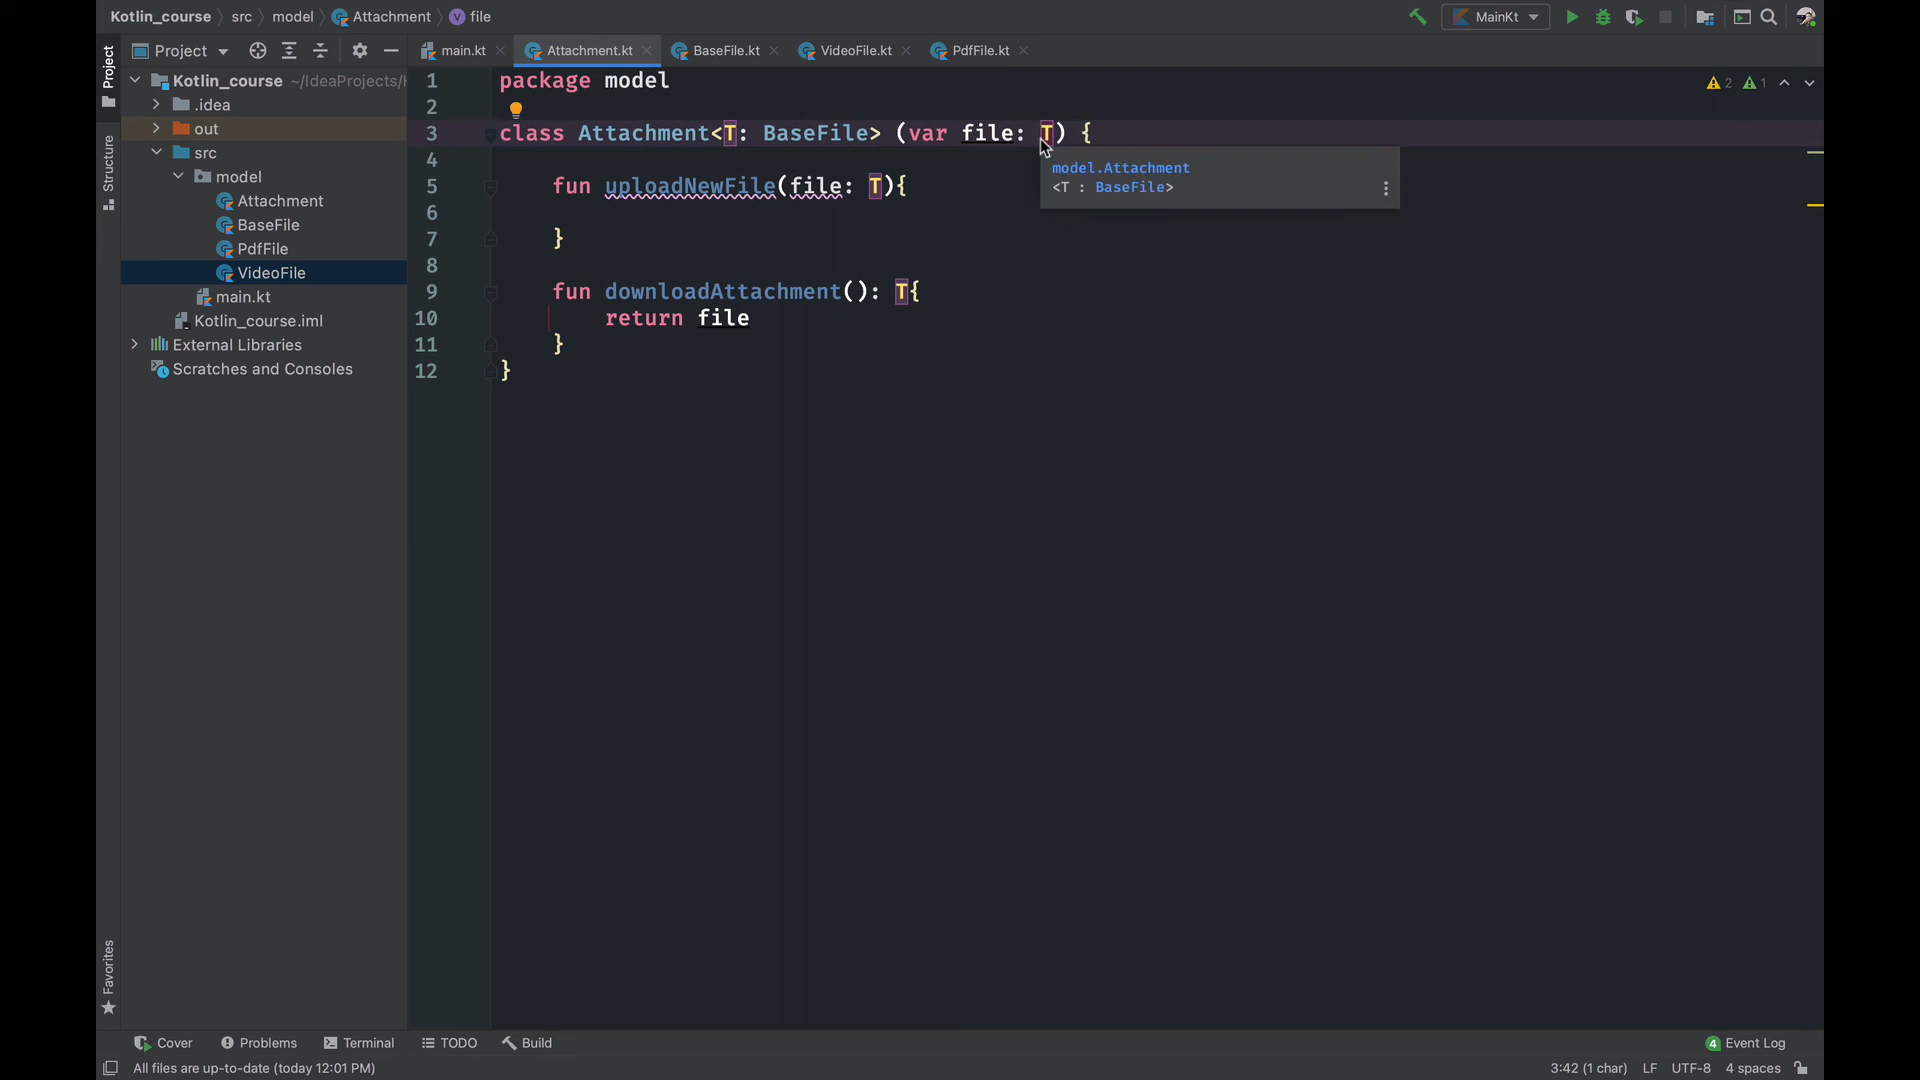 Kotlin_course src model Attachment file MainKt
Project main.kt Attachment.kt BaseFile.kt VideoFile.kt PdfFile.kt
Project
Structure
Favorites
Kotlin_course ~/IdeaProjects/
.idea
out
src
model
Attachment
BaseFile
PdfFile
VideoFile
main.kt
Kotlin_course.iml
External Libraries
Scratches and Consoles
2 1
1 package model
2
3 class Attachment<T: BaseFile> (var file: T) {
4
model.Attachment
<T : BaseFile>
5 fun uploadNewFile(file: T){
6
7 }
8
9 fun downloadAttachment(): T{
10 return file
11 }
12 }
Cover Problems Terminal TODO Build 4 Event Log
All files are up-to-date (today 12:01 PM) 3:42 (1 char) LF UTF-8 4 spaces